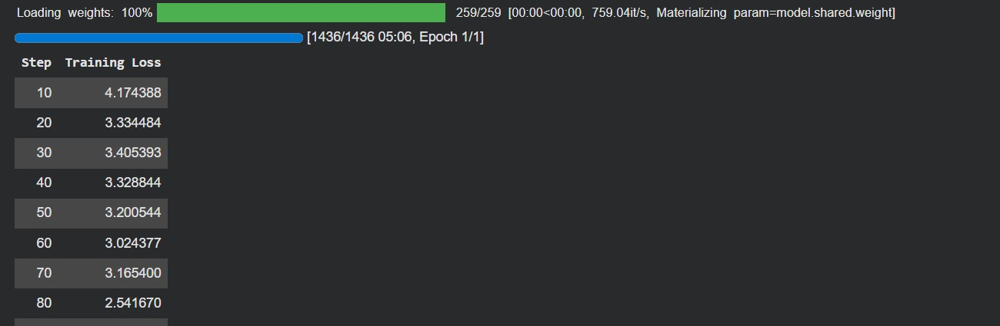 Loading weights: 100% 259/259 [00:00<00:00, 759.04it/s, Materializing param=model.shared.weight]
[1436/1436 05:06, Epoch 1/1]
Step Training Loss
10 4.174388
20 3.334484
30 3.405393
40 3.328844
50 3.200544
60 3.024377
70 3.165400
80 2.541670